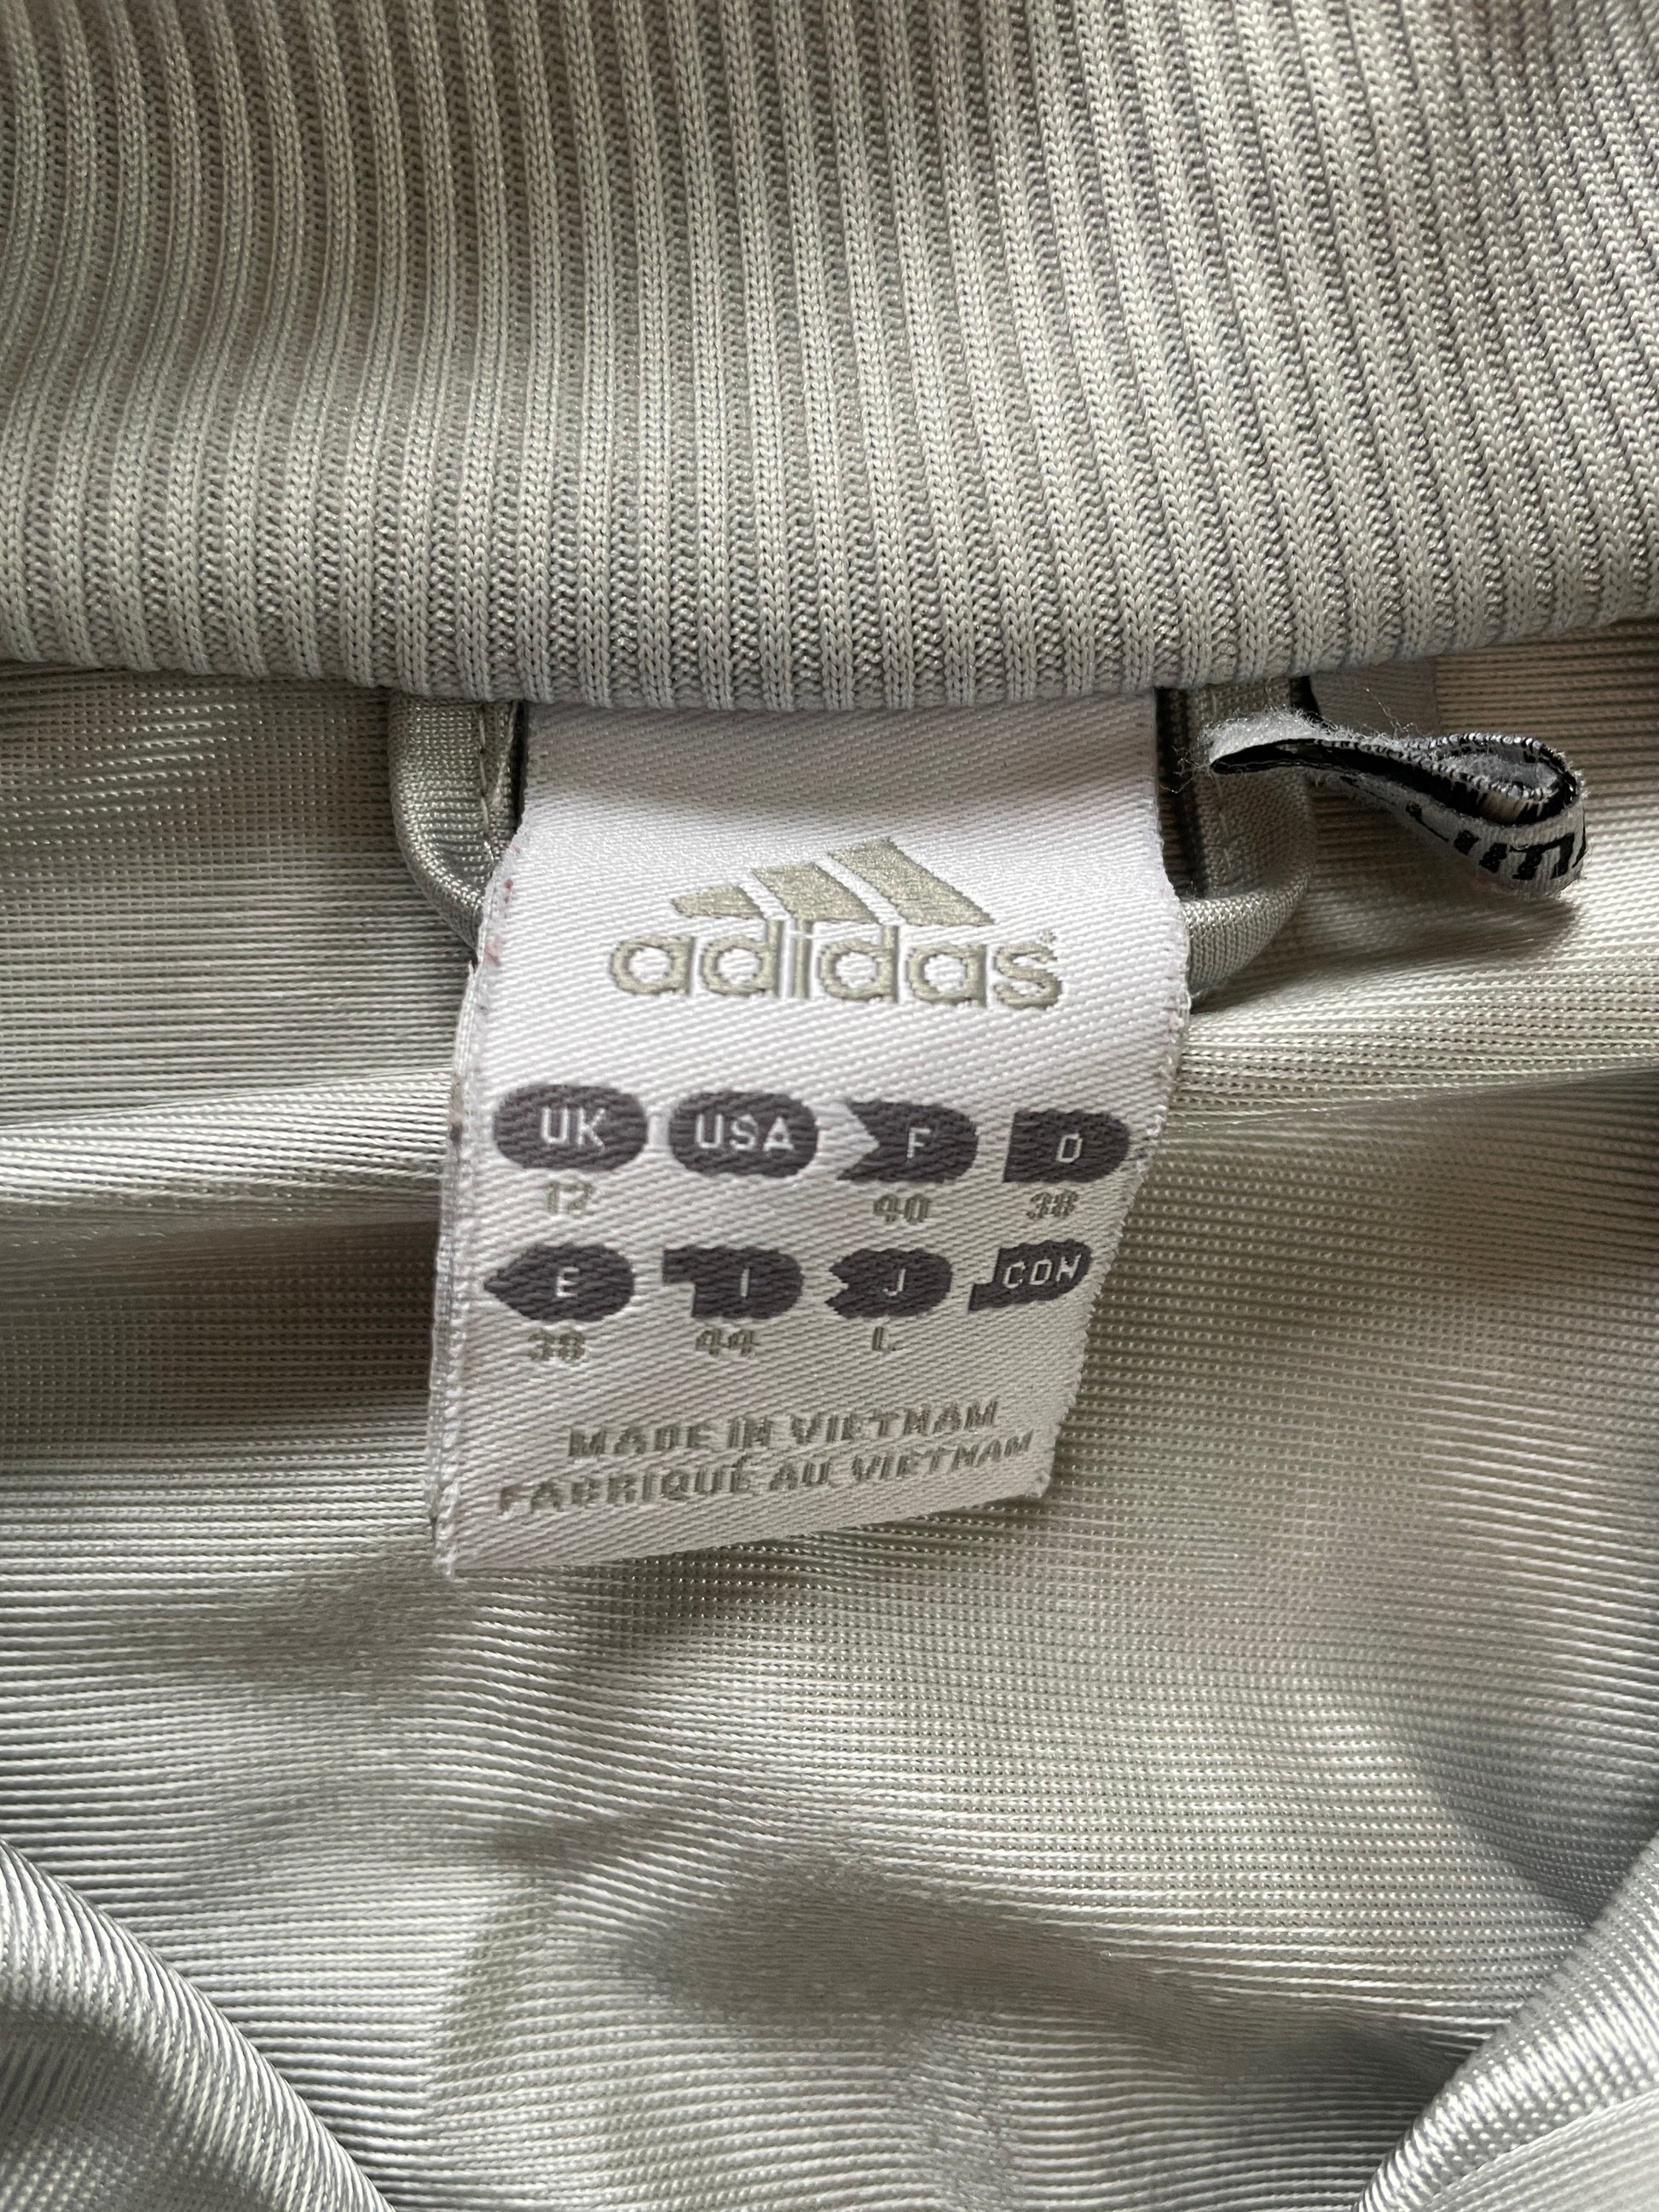 adidas
UK USA F D
12 40 38
E I J CON
38 44 L
MADE IN VIETNAM
FABRIQUÉ AU VIETNAM